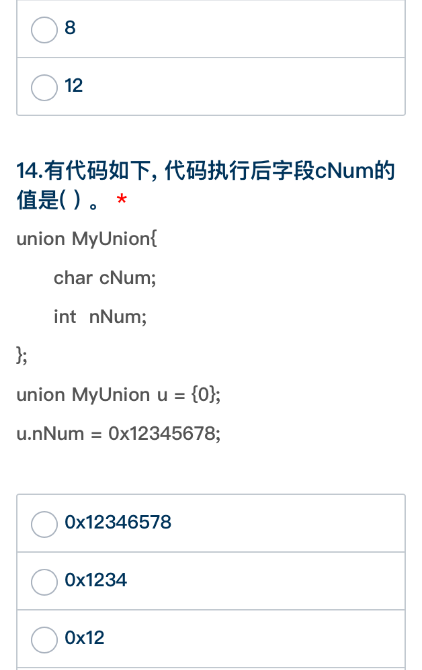 8
12
14.有代码如下, 代码执行后字段cNum的
值是( ) 。 *
union MyUnion{
char cNum;
int nNum;
};
union MyUnion u = {0};
u.nNum = 0x12345678;
0x12346578
0x1234
0x12